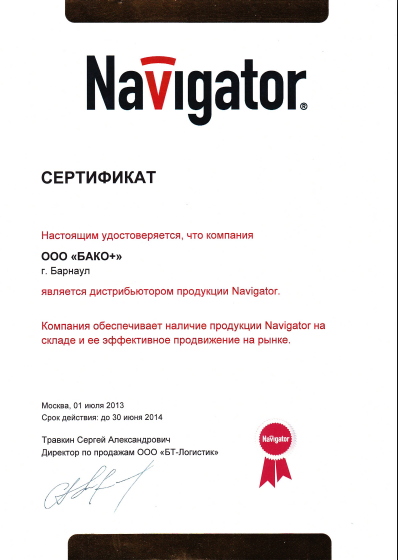 Navigator®
СЕРТИФИКАТ
Настоящим удостоверяется, что компания
ООО «БАКО+»
г. Барнаул
является дистрибьютором продукции Navigator.
Компания обеспечивает наличие продукции Navigator на
складе и ее эффективное продвижение на рынке.
Москва, 01 июля 2013
Срок действия: до 30 июня 2014
Травкин Сергей Александрович
Директор по продажам ООО «БТ-Логистик»
Navigator